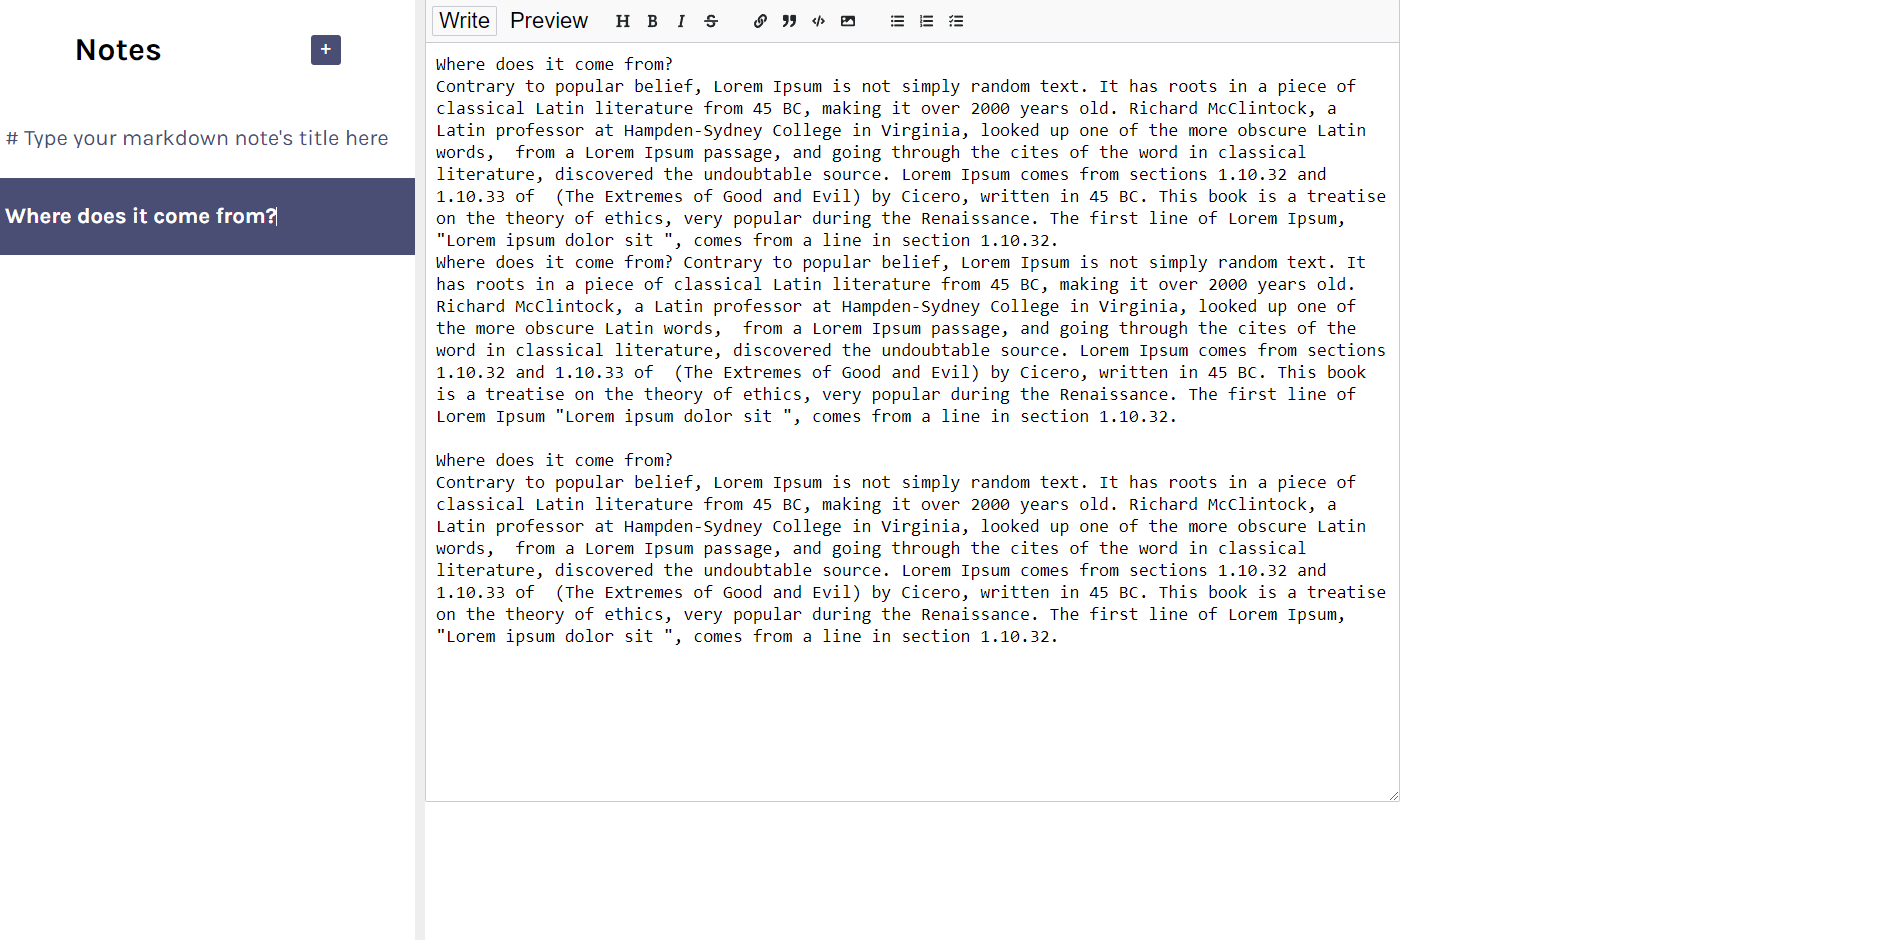 Notes
+
# Type your markdown note's title here
Where does it come from?
Write Preview
Where does it come from?
Contrary to popular belief, Lorem Ipsum is not simply random text. It has roots in a piece of
classical Latin literature from 45 BC, making it over 2000 years old. Richard McClintock, a
Latin professor at Hampden-Sydney College in Virginia, looked up one of the more obscure Latin
words,  from a Lorem Ipsum passage, and going through the cites of the word in classical
literature, discovered the undoubtable source. Lorem Ipsum comes from sections 1.10.32 and
1.10.33 of  (The Extremes of Good and Evil) by Cicero, written in 45 BC. This book is a treatise
on the theory of ethics, very popular during the Renaissance. The first line of Lorem Ipsum,
"Lorem ipsum dolor sit ", comes from a line in section 1.10.32.
Where does it come from? Contrary to popular belief, Lorem Ipsum is not simply random text. It
has roots in a piece of classical Latin literature from 45 BC, making it over 2000 years old.
Richard McClintock, a Latin professor at Hampden-Sydney College in Virginia, looked up one of
the more obscure Latin words,  from a Lorem Ipsum passage, and going through the cites of the
word in classical literature, discovered the undoubtable source. Lorem Ipsum comes from sections
1.10.32 and 1.10.33 of  (The Extremes of Good and Evil) by Cicero, written in 45 BC. This book
is a treatise on the theory of ethics, very popular during the Renaissance. The first line of
Lorem Ipsum "Lorem ipsum dolor sit ", comes from a line in section 1.10.32.
Where does it come from?
Contrary to popular belief, Lorem Ipsum is not simply random text. It has roots in a piece of
classical Latin literature from 45 BC, making it over 2000 years old. Richard McClintock, a
Latin professor at Hampden-Sydney College in Virginia, looked up one of the more obscure Latin
words,  from a Lorem Ipsum passage, and going through the cites of the word in classical
literature, discovered the undoubtable source. Lorem Ipsum comes from sections 1.10.32 and
1.10.33 of  (The Extremes of Good and Evil) by Cicero, written in 45 BC. This book is a treatise
on the theory of ethics, very popular during the Renaissance. The first line of Lorem Ipsum,
"Lorem ipsum dolor sit ", comes from a line in section 1.10.32.